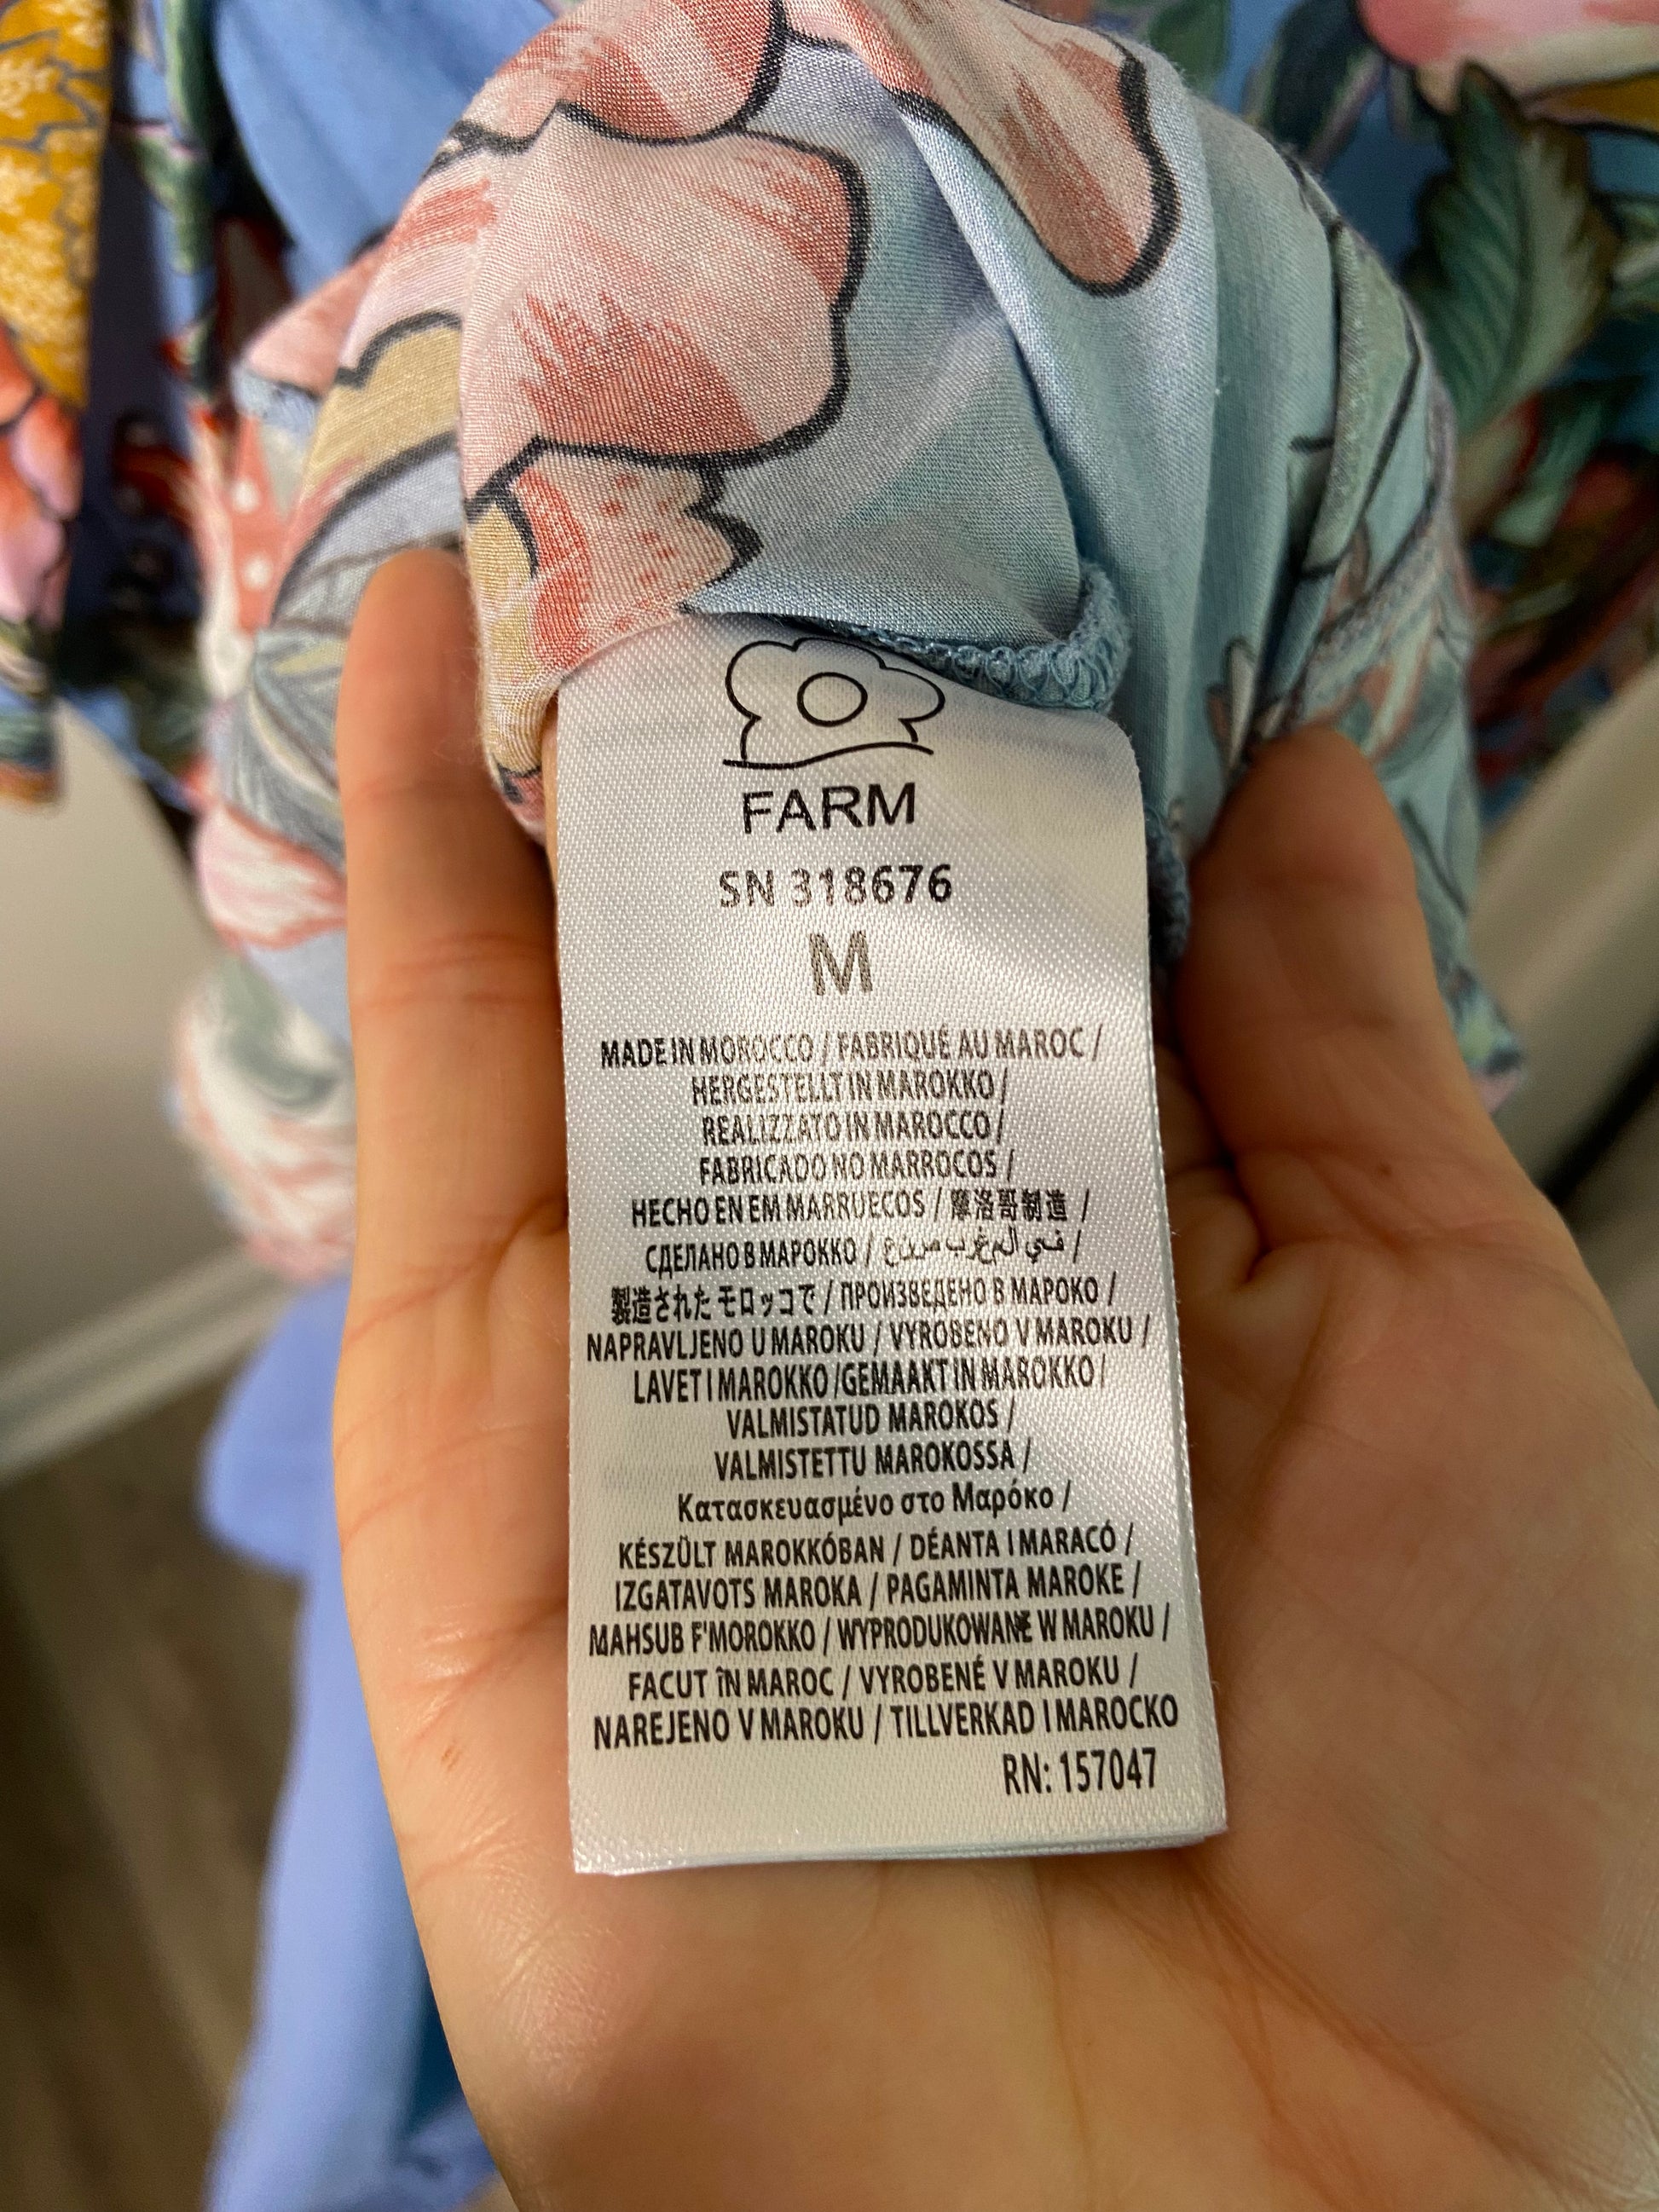 FARM
SN 318676
M
MADE IN MOROCCO / FABRIQUÉ AU MAROC /
HERGESTELLT IN MAROKKO /
REALIZZATO IN MAROCCO /
FABRICADO NO MARROCOS /
HECHO EN EM MARRUECOS / 摩洛哥制造 /
СДЕЛАНО В МАРОККО / في المغرب صنع /
製造された モロッコで / ПРОИЗВЕДЕНО В МАРОКО /
NAPRAVLJENO U MAROKU / VYROBENO V MAROKU /
LAVET I MAROKKO /GEMAAKT IN MAROKKO /
VALMISTATUD MAROKOS /
VALMISTETTU MAROKOSSA /
Κατασκευασμένο στο Μαρόκο /
KÉSZÜLT MAROKKÓBAN / DÉANTA I MARACÓ /
IZGATAVOTS MAROKA / PAGAMINTA MAROKE /
MAHSUB F'MOROKKO / WYPRODUKOWANE W MAROKU /
FACUT ÎN MAROC / VYROBENÉ V MAROKU /
NAREJENO V MAROKU / TILLVERKAD I MAROCKO
RN: 157047